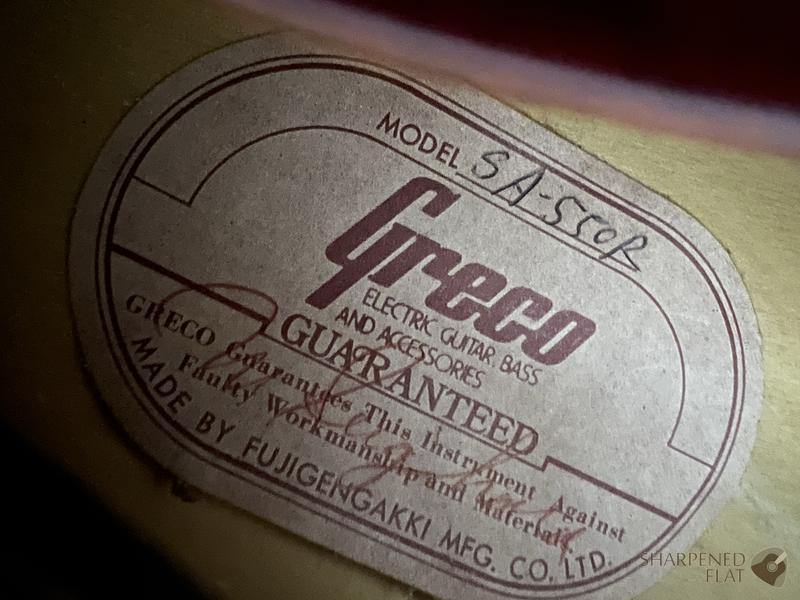 MODEL SA-550R
Greco
ELECTRIC GUITAR, BASS
AND ACCESSORIES
GUARANTEED
GRECO Guarantees This Instrument Against
Faulty Workmanship and Materials.
MADE BY FUJIGENGAKKI MFG. CO. LTD.
SHARPENED
FLAT